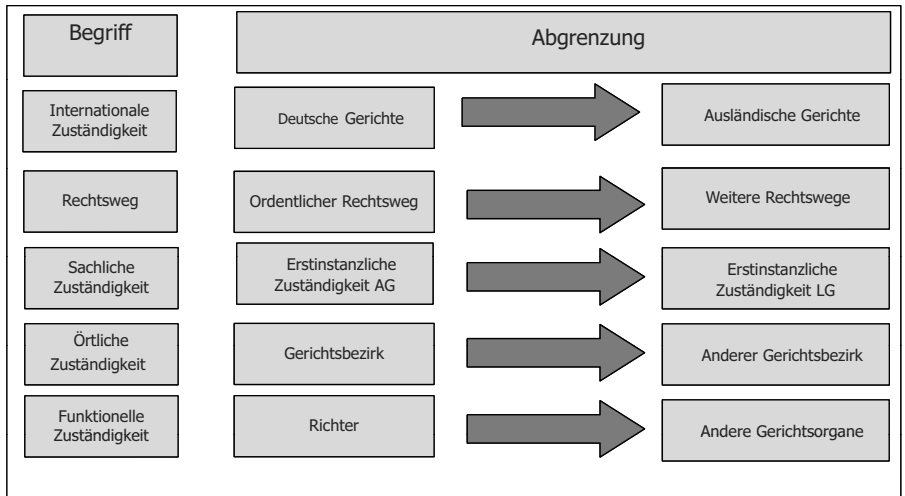 Begriff
Abgrenzung
Internationale
Zuständigkeit
Deutsche Gerichte
Ausländische Gerichte
Rechtsweg
Ordentlicher Rechtsweg
Weitere Rechtswege
Sachliche
Zuständigkeit
Erstinstanzliche
Zuständigkeit AG
Erstinstanzliche
Zuständigkeit LG
Örtliche
Zuständigkeit
Gerichtsbezirk
Anderer Gerichtsbezirk
Funktionelle
Zuständigkeit
Richter
Andere Gerichtsorgane